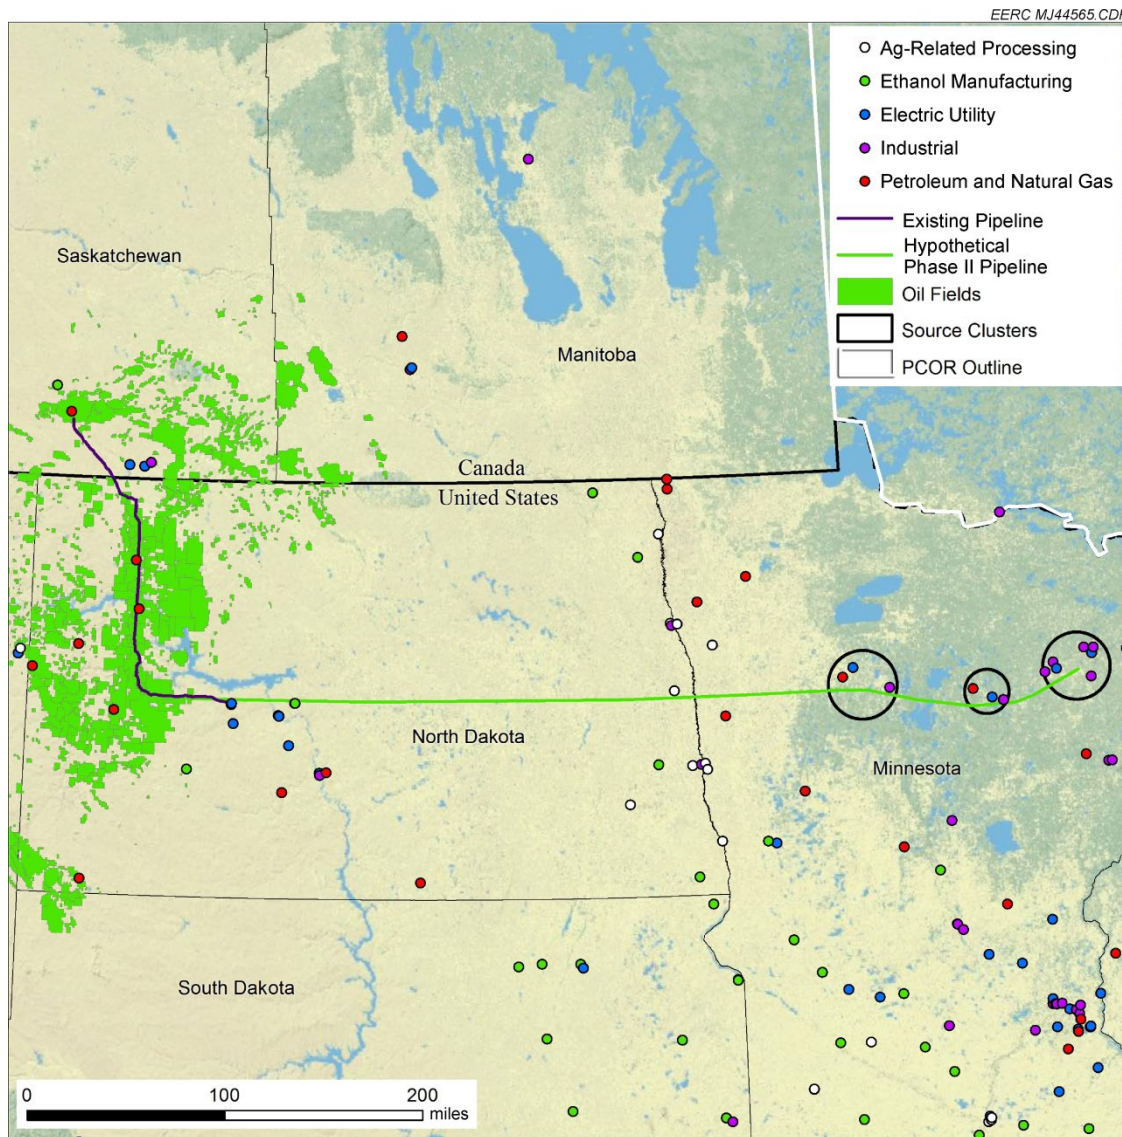 EERC MJ44565.CDR
Ag-Related Processing
Ethanol Manufacturing
Electric Utility
Industrial
Petroleum and Natural Gas
Existing Pipeline
Hypothetical
Phase II Pipeline
Oil Fields
Source Clusters
PCOR Outline
Saskatchewan
Manitoba
Canada
United States
North Dakota
Minnesota
South Dakota
0 100 200
miles